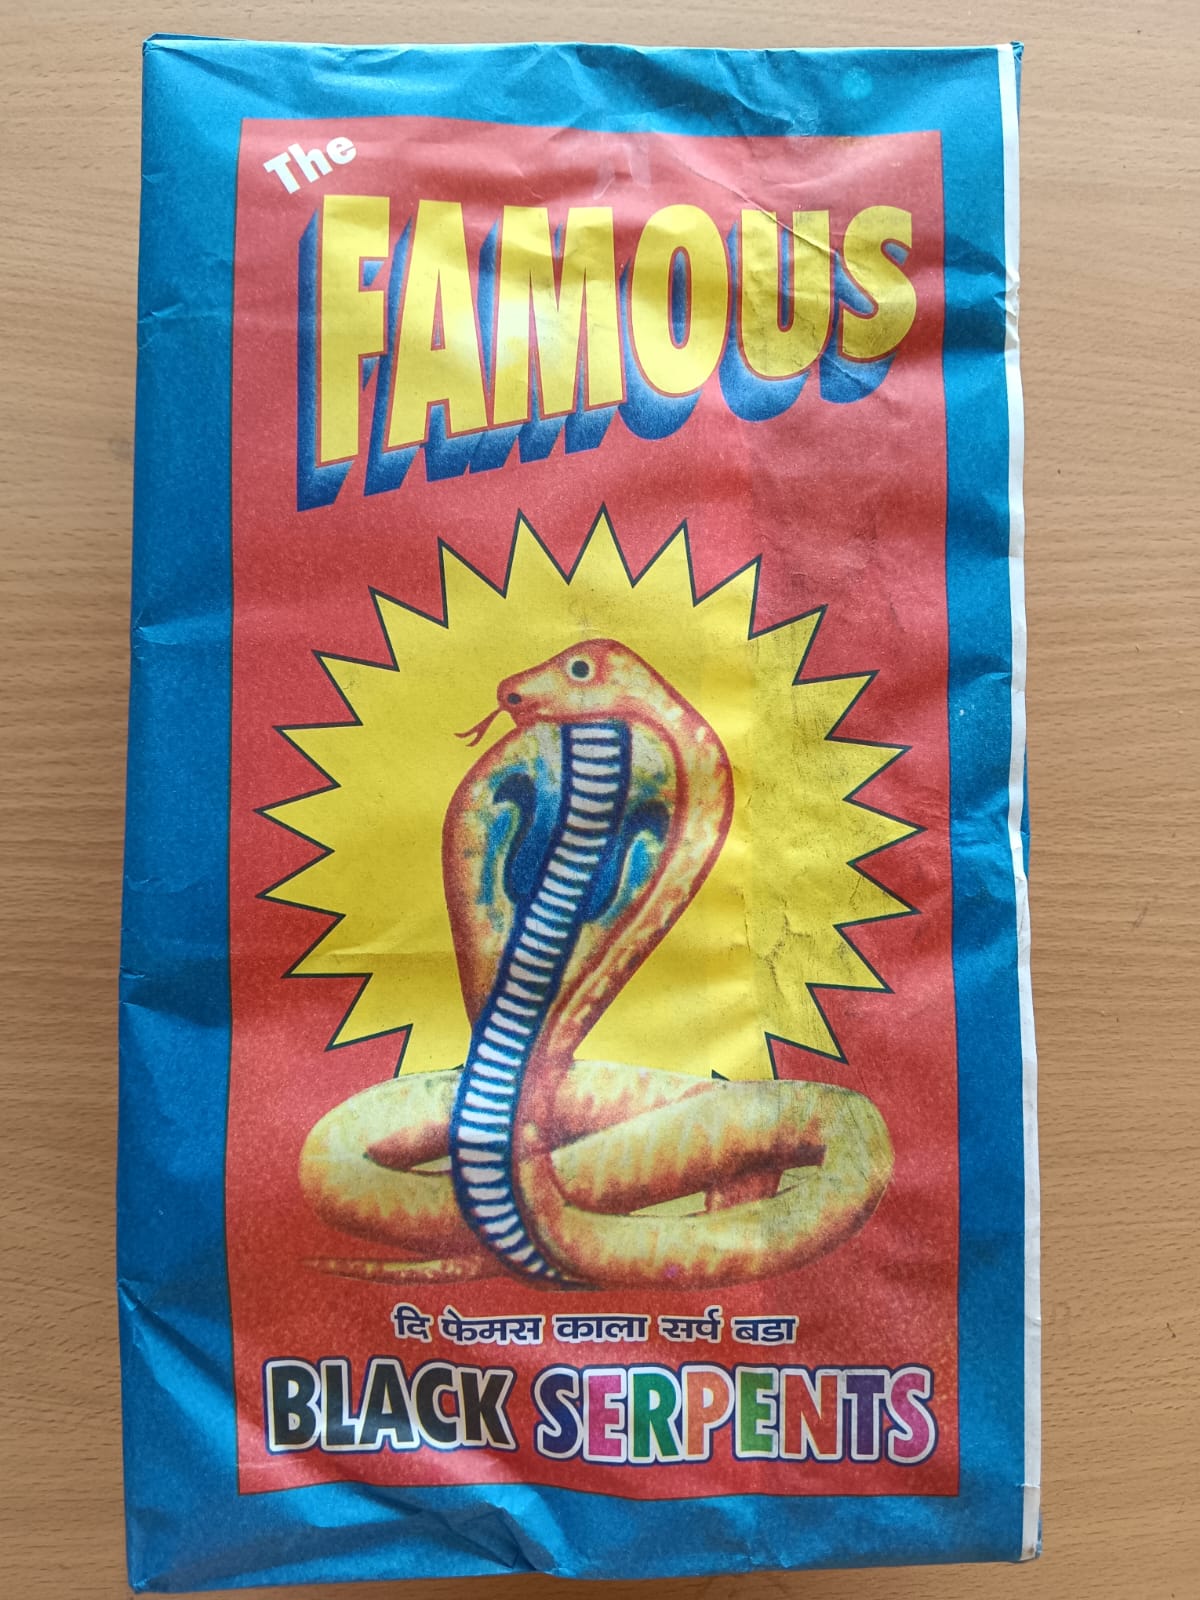 The
FAMOUS
दि फेमस काला सर्प बडा
BLACK SERPENTS